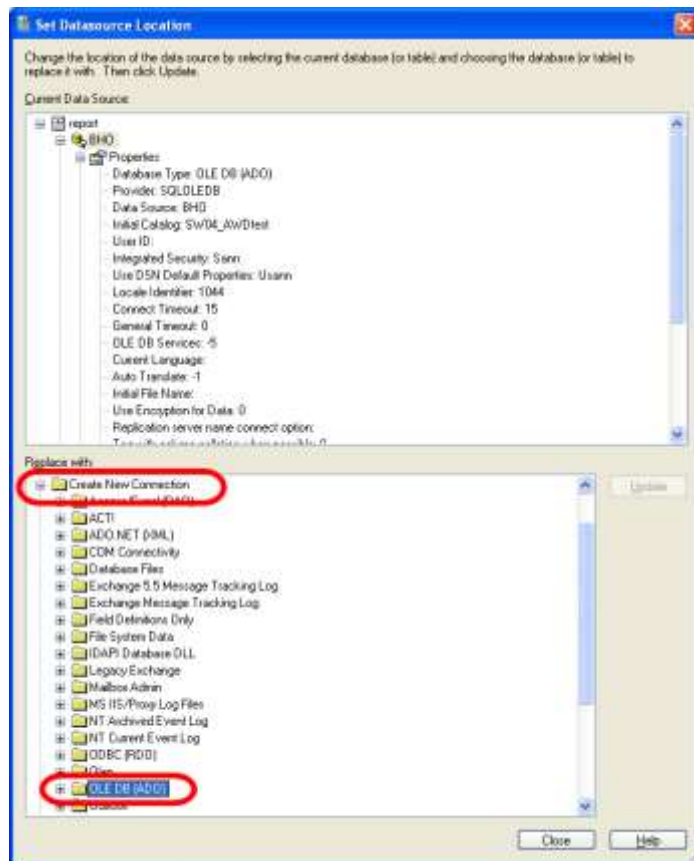 Set Datasource Location
Change the location of the data source by selecting the current database (or table) and choosing the database (or table) to
replace it with. Then click Update.
Current Data Source:
report
BHO
Properties
Database Type: OLE DB (ADO)
Provider: SQLOLEDB
Data Source: BHO
Initial Catalog: SW04_AWDtest
User ID:
Integrated Security: Sann
Use DSN Default Properties: Usann
Locale Identifier: 1044
Connect Timeout: 15
General Timeout: 0
OLE DB Services: -5
Current Language:
Auto Translate: -1
Initial File Name:
Use Encryption for Data: 0
Replication server name connect option:
Replace with:
Create New Connection
Update
ACT!
ADO.NET (XML)
COM Connectivity
Database Files
Exchange 5.5 Message Tracking Log
Exchange Message Tracking Log
Field Definitions Only
File System Data
IDAPI Database DLL
Legacy Exchange
Mailbox Admin
MS IIS/Proxy Log Files
NT Archived Event Log
NT Current Event Log
ODBC (RDO)
OLE DB (ADO)
Close Help